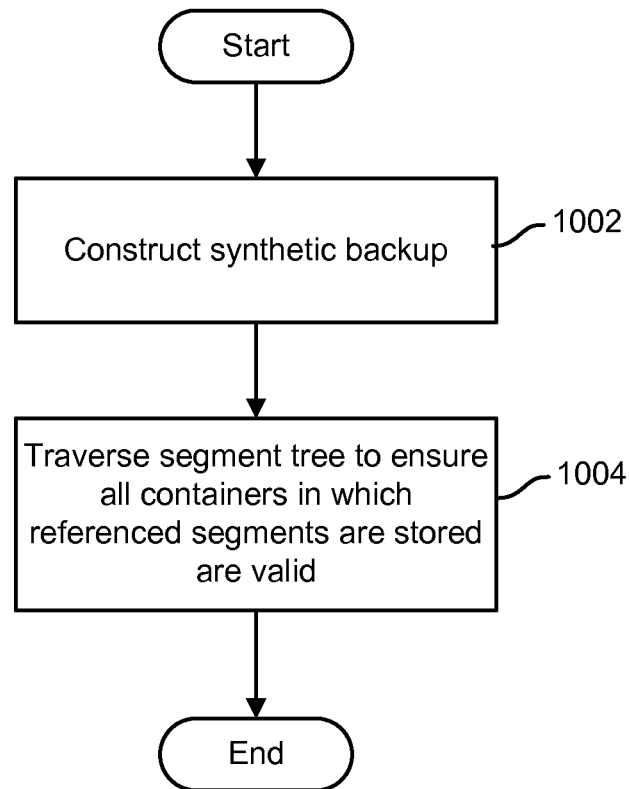 Start
Construct synthetic backup
1002
Traverse segment tree to ensure
all containers in which
referenced segments are stored
are valid
1004
End